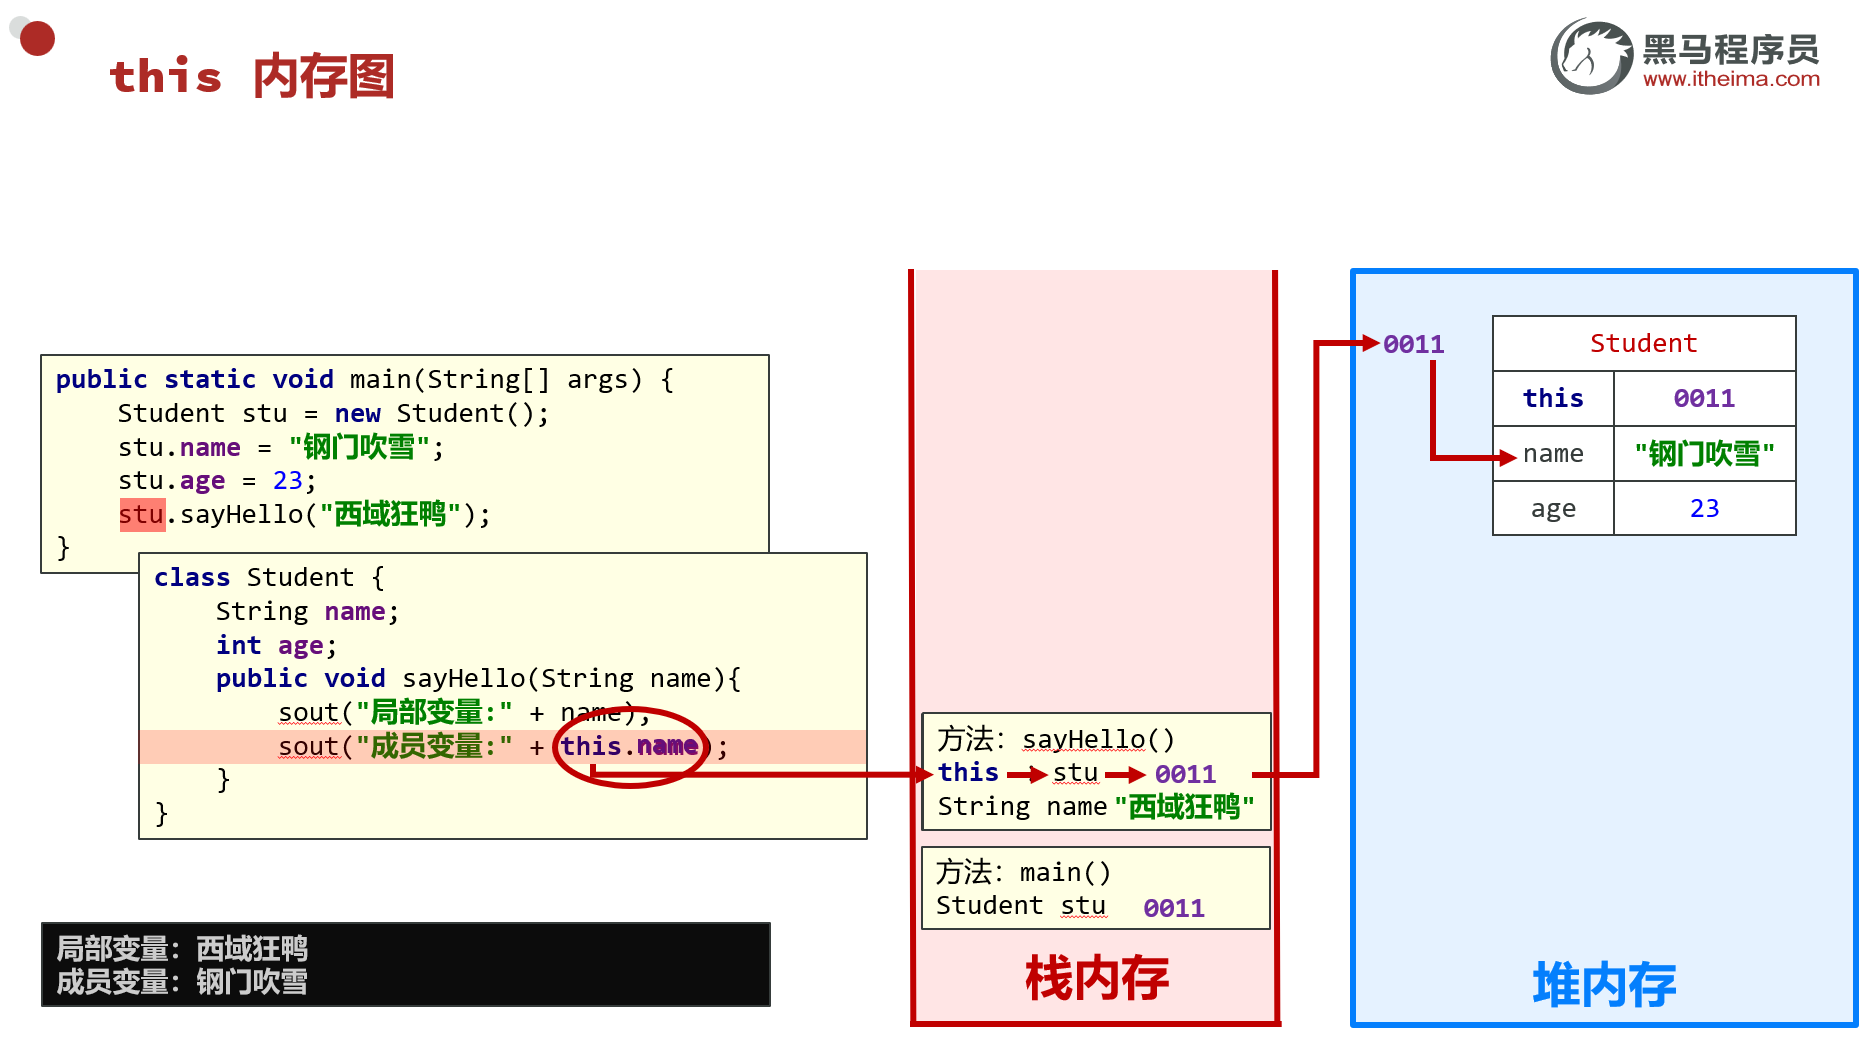 this 内存图
黑马程序员
www.itheima.com
public static void main(String[] args) {
Student stu = new Student();
stu.name = "钢门吹雪";
stu.age = 23;
stu.sayHello("西域狂鸭");
}
class Student {
String name;
int age;
public void sayHello(String name){
sout("局部变量:" + name);
sout("成员变量:" + this.name);
}
}
局部变量：西域狂鸭
成员变量：钢门吹雪
方法：sayHello()
this : stu 0011
String name "西域狂鸭"
方法：main()
Student stu 0011
栈内存
0011
Student
this 0011
name "钢门吹雪"
age 23
堆内存